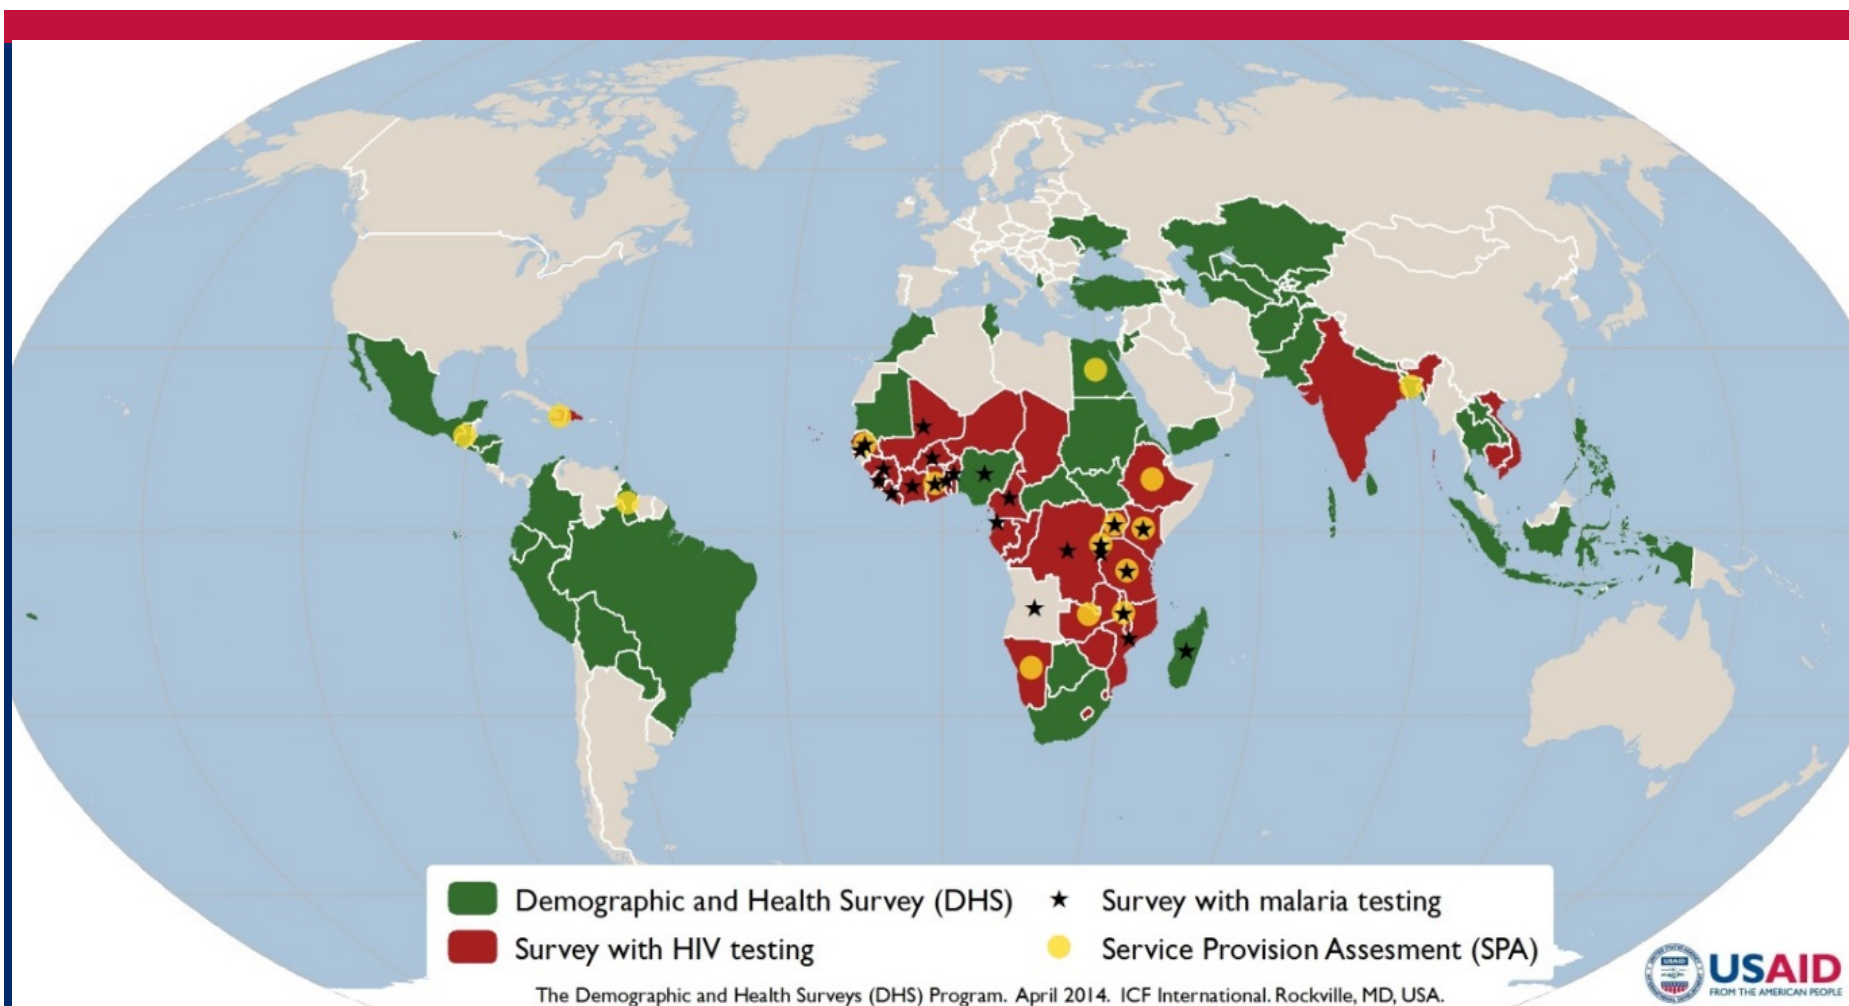 Demographic and Health Survey (DHS)
Survey with HIV testing
Survey with malaria testing
Service Provision Assesment (SPA)
The Demographic and Health Surveys (DHS) Program. April 2014. ICF International. Rockville, MD, USA.
USAID
USAID
FROM THE AMERICAN PEOPLE